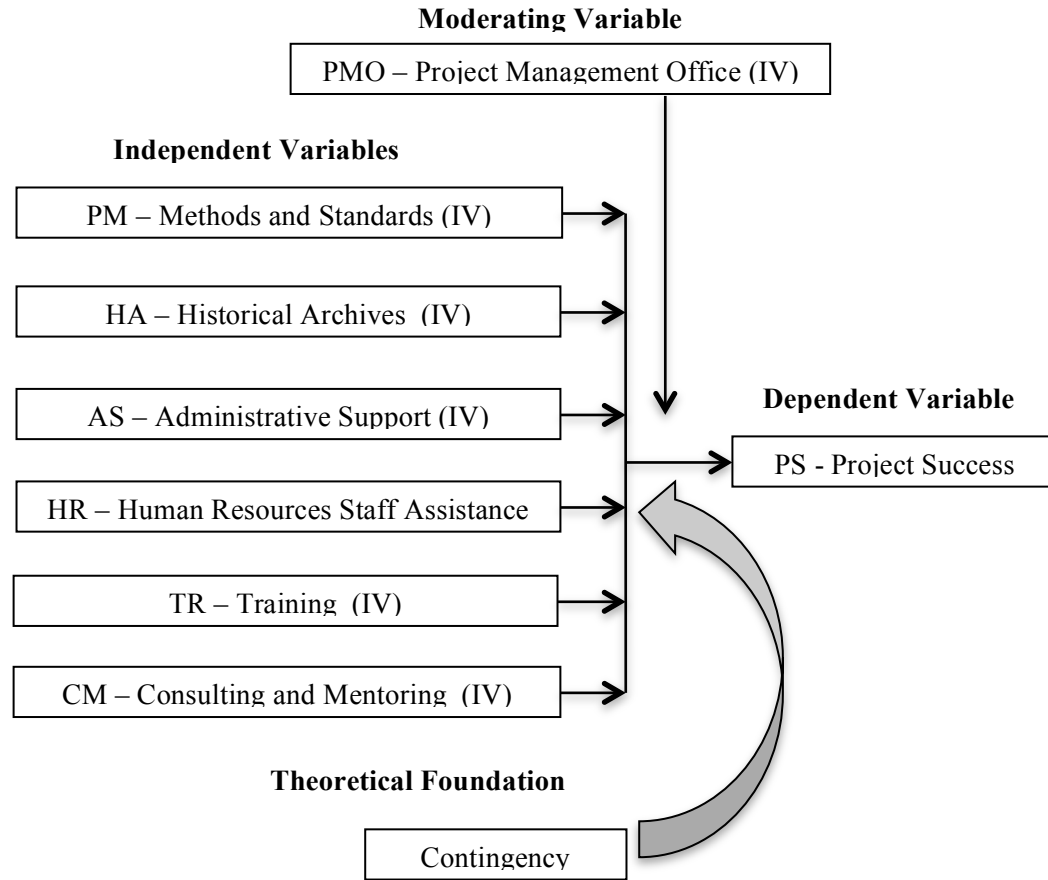 Moderating Variable
PMO – Project Management Office (IV)
Independent Variables
PM – Methods and Standards (IV)
HA – Historical Archives (IV)
AS – Administrative Support (IV)
Dependent Variable
PS - Project Success
HR – Human Resources Staff Assistance
TR – Training (IV)
CM – Consulting and Mentoring (IV)
Theoretical Foundation
Contingency